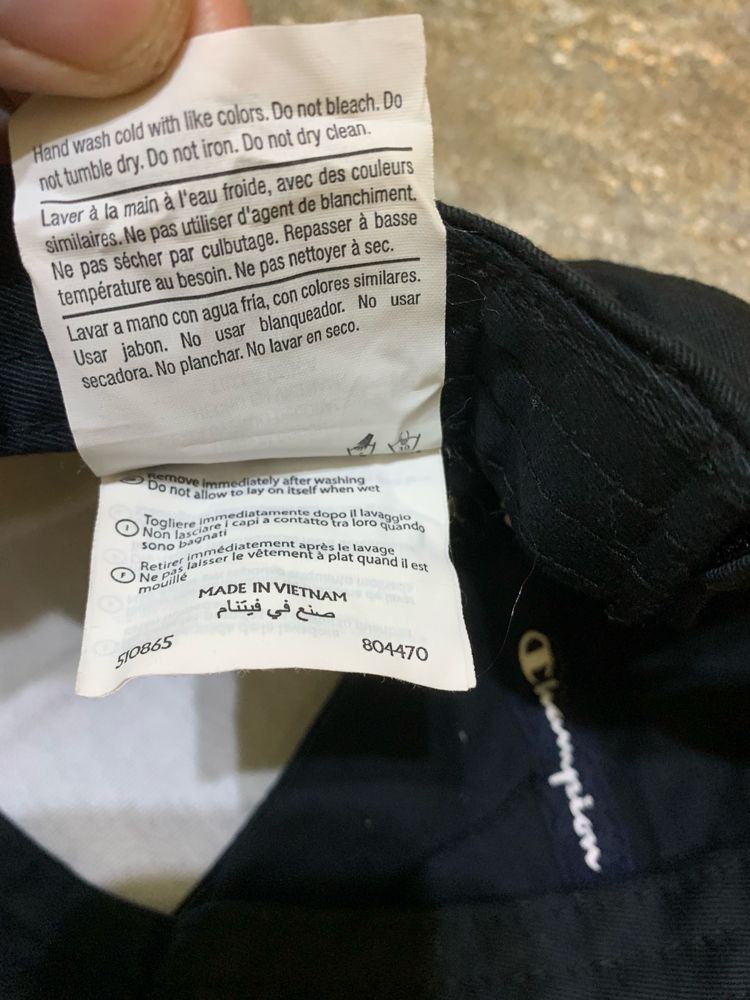 Hand wash cold with like colors. Do not bleach. Do
not tumble dry. Do not iron. Do not dry clean.
Laver à la main à l'eau froide, avec des couleurs
similaires. Ne pas utiliser d'agent de blanchiment.
Ne pas sécher par culbutage. Repasser à basse
température au besoin. Ne pas nettoyer à sec.
Lavar a mano con agua fría, con colores similares.
Usar jabon. No usar blanqueador. No usar
secadora. No planchar. No lavar en seco.
Remove immediately after washing
Do not allow to lay on itself when wet
I Togliere immediatamente dopo il lavaggio
Non lasciare i capi a contatto tra loro quando
sono bagnati
F Retirer immédiatement après le lavage
Ne pas laisser le vêtement à plat quand il est
mouillé
MADE IN VIETNAM
صنع في فيتنام
510865 804470
Champion